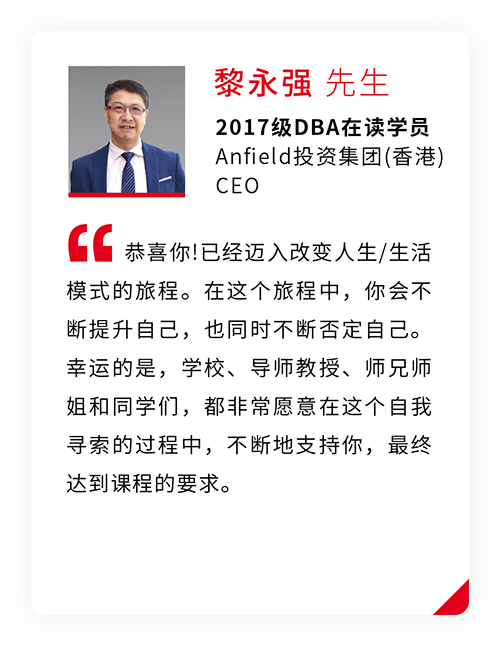 黎永强 先生
2017级DBA在读学员
Anfield投资集团(香港)
CEO
“恭喜你!已经迈入改变人生/生活
模式的旅程。在这个旅程中，你会不
断提升自己，也同时不断否定自己。
幸运的是，学校、导师教授、师兄师
姐和同学们，都非常愿意在这个自我
寻索的过程中，不断地支持你，最终
达到课程的要求。